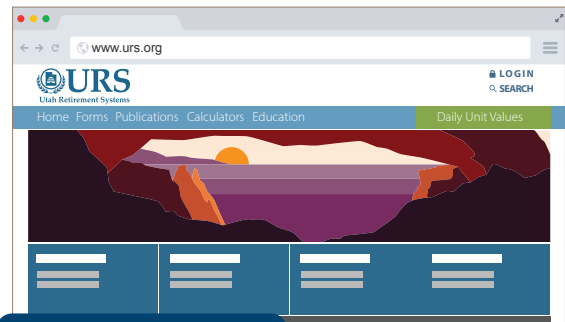 www.urs.org
URS
Utah Retirement Systems
LOGIN
SEARCH
Home Forms Publications Calculators Education
Daily Unit Values